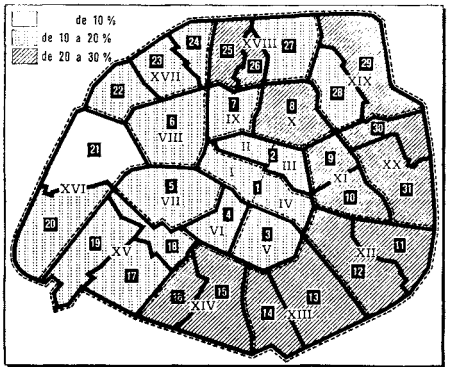 de 10 %
de 10 a 20 %
de 20 a 30 %
24
23
XVII
25
XVIII
26
27
29
XIX
28
22
7
IX
8
X
6
VIII
30
21
II
2
III
9
XI
XX
XVI
5
VII
I
1
IV
10
31
20
19
XV
18
4
VI
3
V
XII
11
12
17
16
XIV
15
14
XIII
13